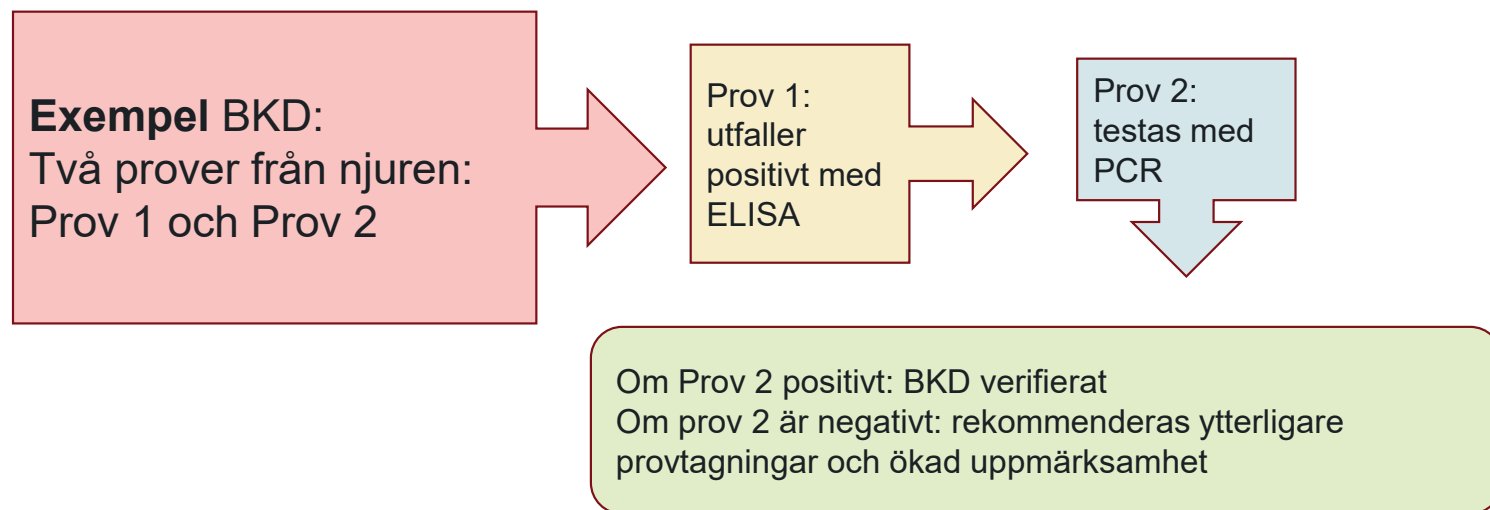 Exempel BKD:
Två prover från njuren:
Prov 1 och Prov 2
Prov 1:
utfaller
positivt med
ELISA
Prov 2:
testas med
PCR
Om Prov 2 positivt: BKD verifierat
Om prov 2 är negativt: rekommenderas ytterligare
provtagningar och ökad uppmärksamhet